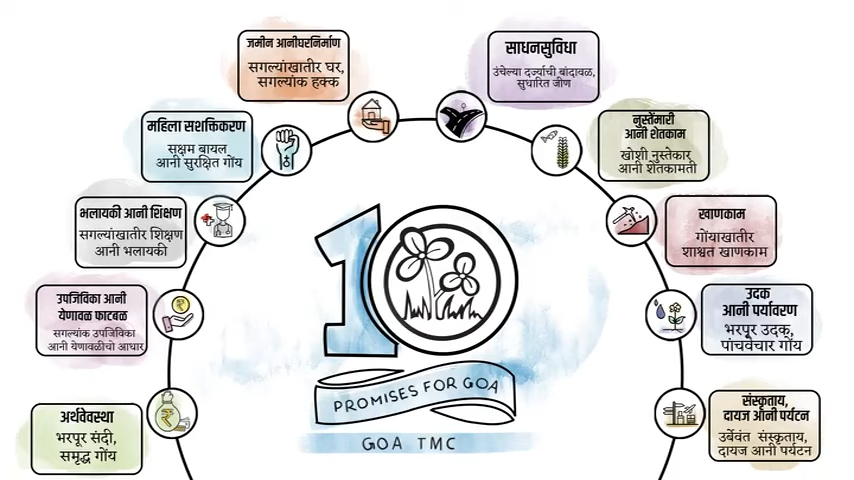 जमीन आनीघरनिर्माण
सगल्यांखातीर घर,
सगल्यांक हक्क
साधनसुविधा
उंचेल्या दर्ज्याची बांदावळ,
सुधारित जीण
महिला सशक्तिकरण
सक्षम बायल
आनी सुरक्षित गोंय
नुस्तेंमारी
आनी शेतकाम
खोशी नुस्तेकार
आनी शेतकामती
भलायकी आनी शिक्षण
सगल्यांखातीर शिक्षण
आनी भलायकी
खाणकाम
गोंयाखातीर
शाश्वत खाणकाम
उपजिविका आनी
येणावळ फाटबळ
सगल्यांक उपजिविका
आनी येणावळीचो आधार
उदक
आनी पर्यावरण
भरपूर उदक,
पांचवेचार गोंय
अर्थवेवस्था
भरपूर संदी,
समृद्ध गोंय
संस्कृताय,
दायज आनी पर्यटन
उर्बेवंत संस्कृताय,
दायज आनी पर्यटन
10
PROMISES FOR GOA
GOA TMC